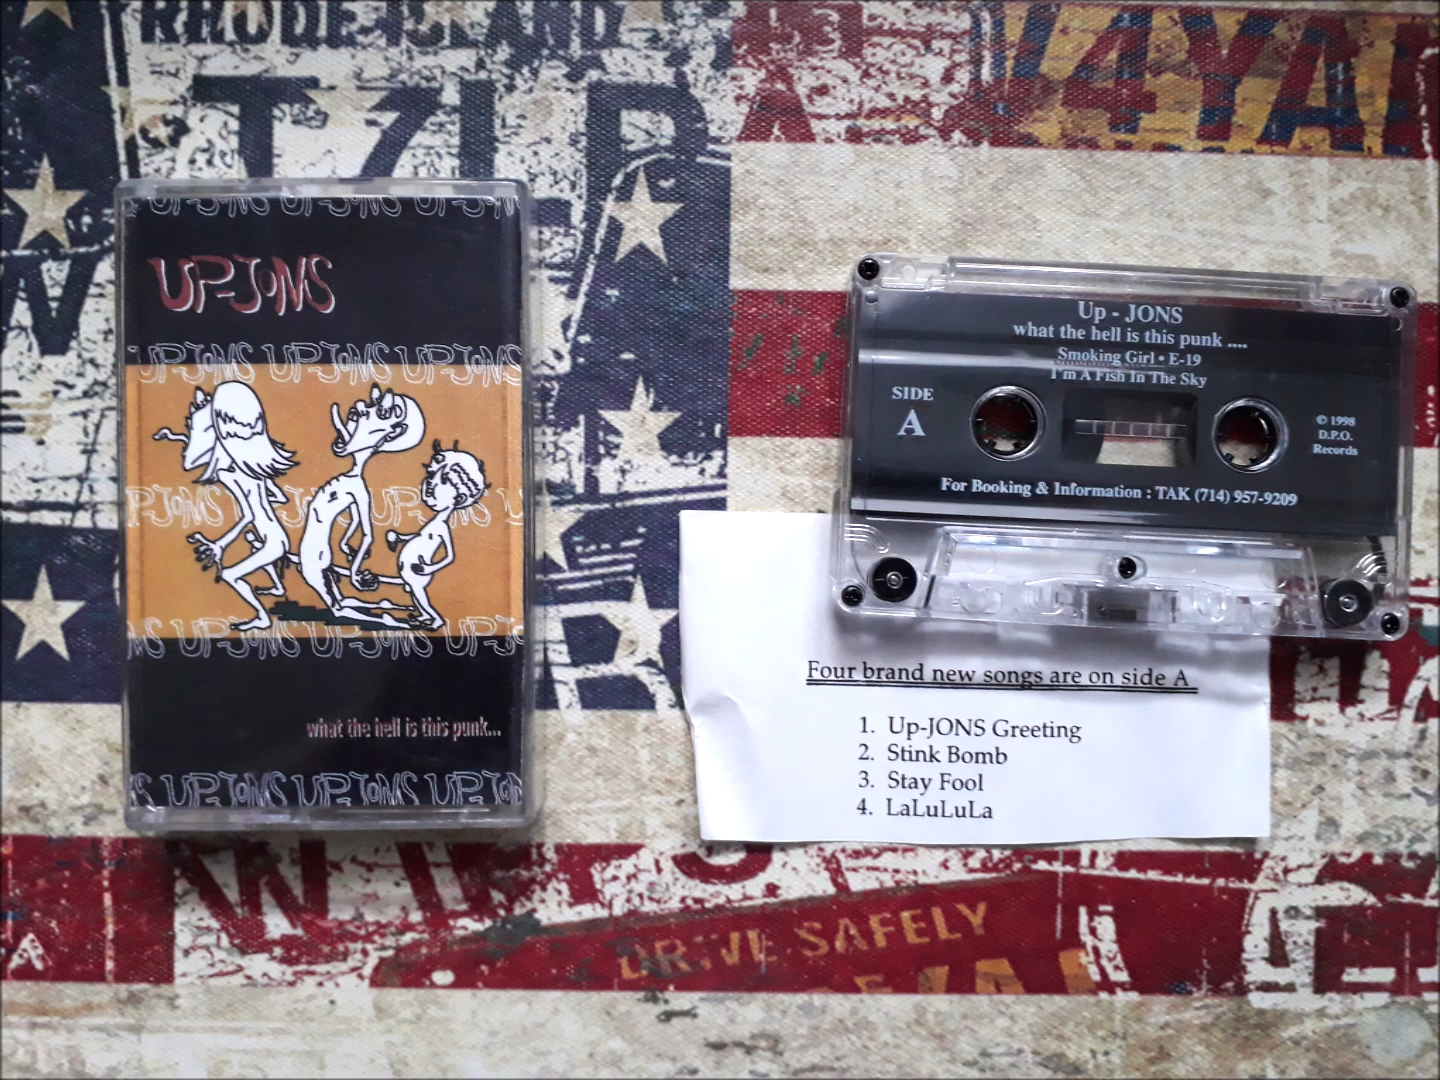 RHODE ISLAND
V4YA
UP-JONS UP-JONS UP-JONS
UP-JONS
UP-JONS UP-JONS UP-JONS
UP-JONS
UP-JONS UP-JONS
what the hell is this punk...
UP-JONS UP-JONS UP-JON
Up - JONS
what the hell is this punk ....
Smoking Girl • E-19
I'm A Fish In The Sky
SIDE
A
© 1998
D.P.O.
Records
For Booking & Information : TAK (714) 957-9209
Four brand new songs are on side A
1. Up-JONS Greeting
2. Stink Bomb
3. Stay Fool
4. LaLuLuLa
DRIVE SAFELY